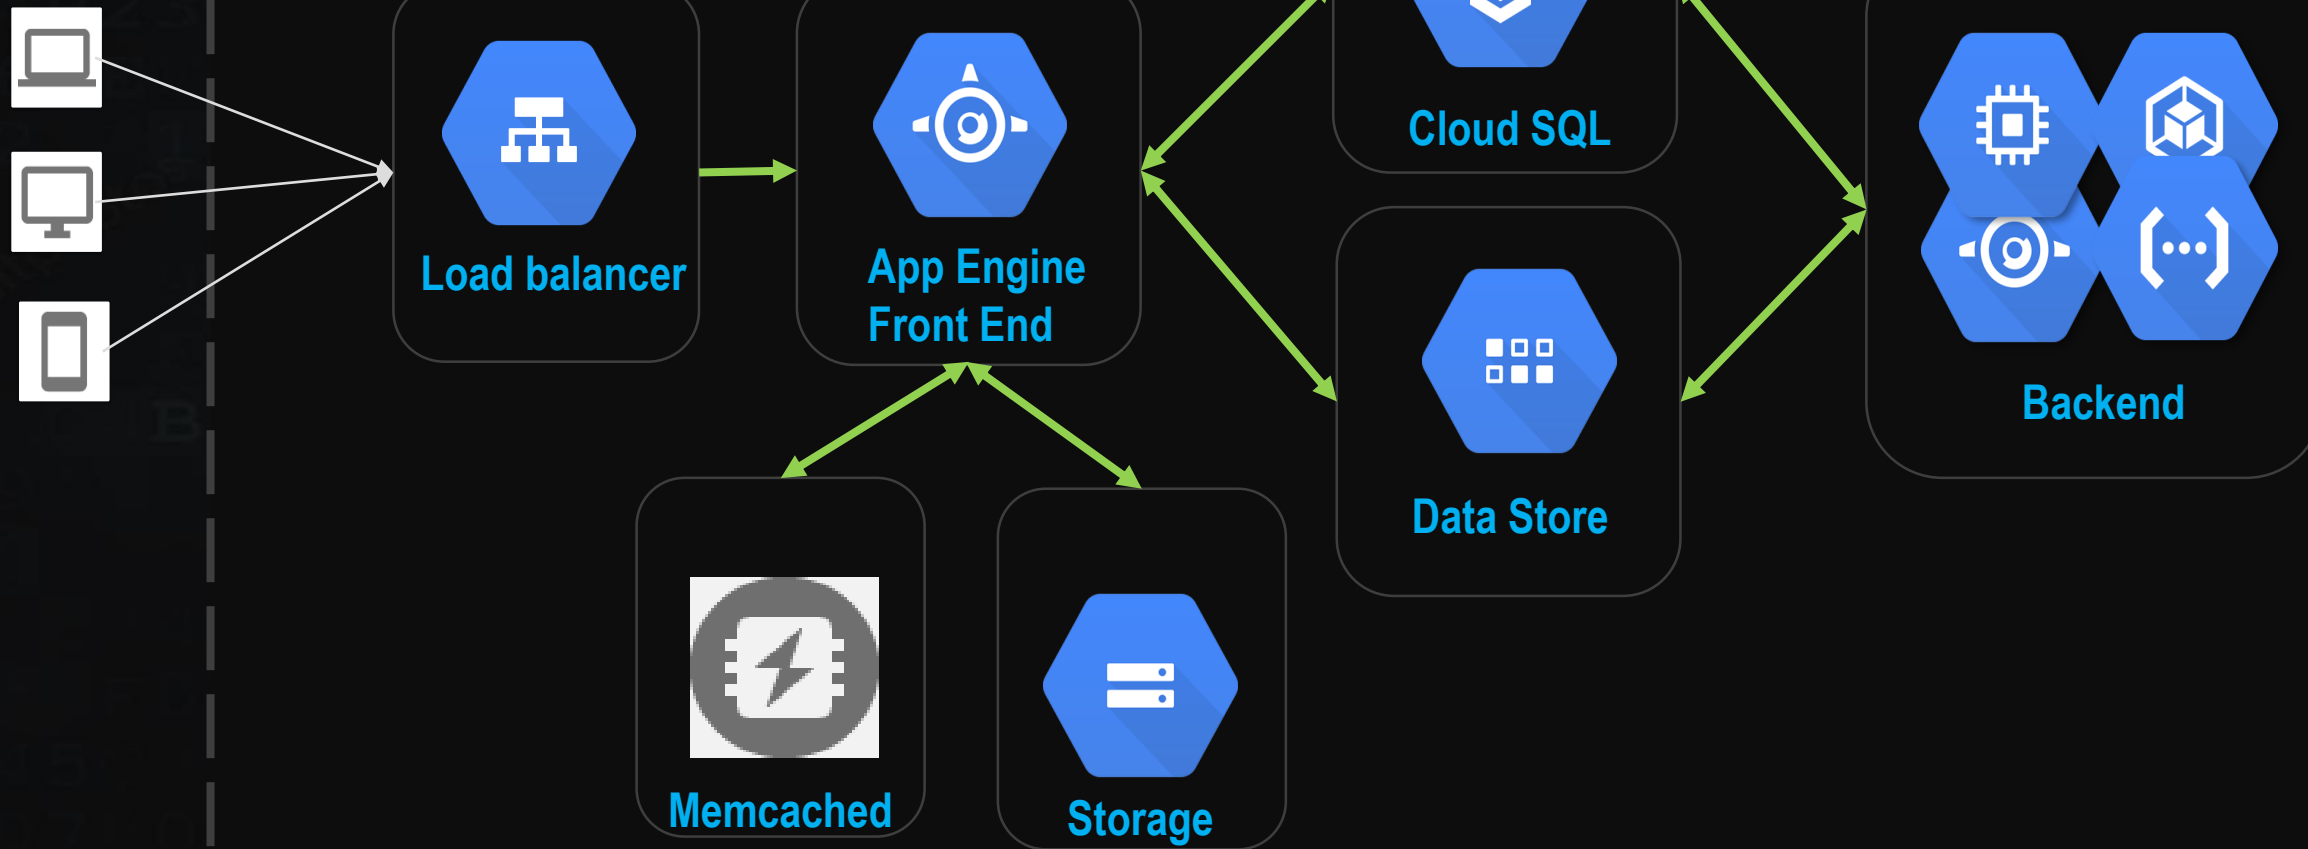 Load balancer
App Engine
Front End
Cloud SQL
Data Store
Backend
Memcached
Storage